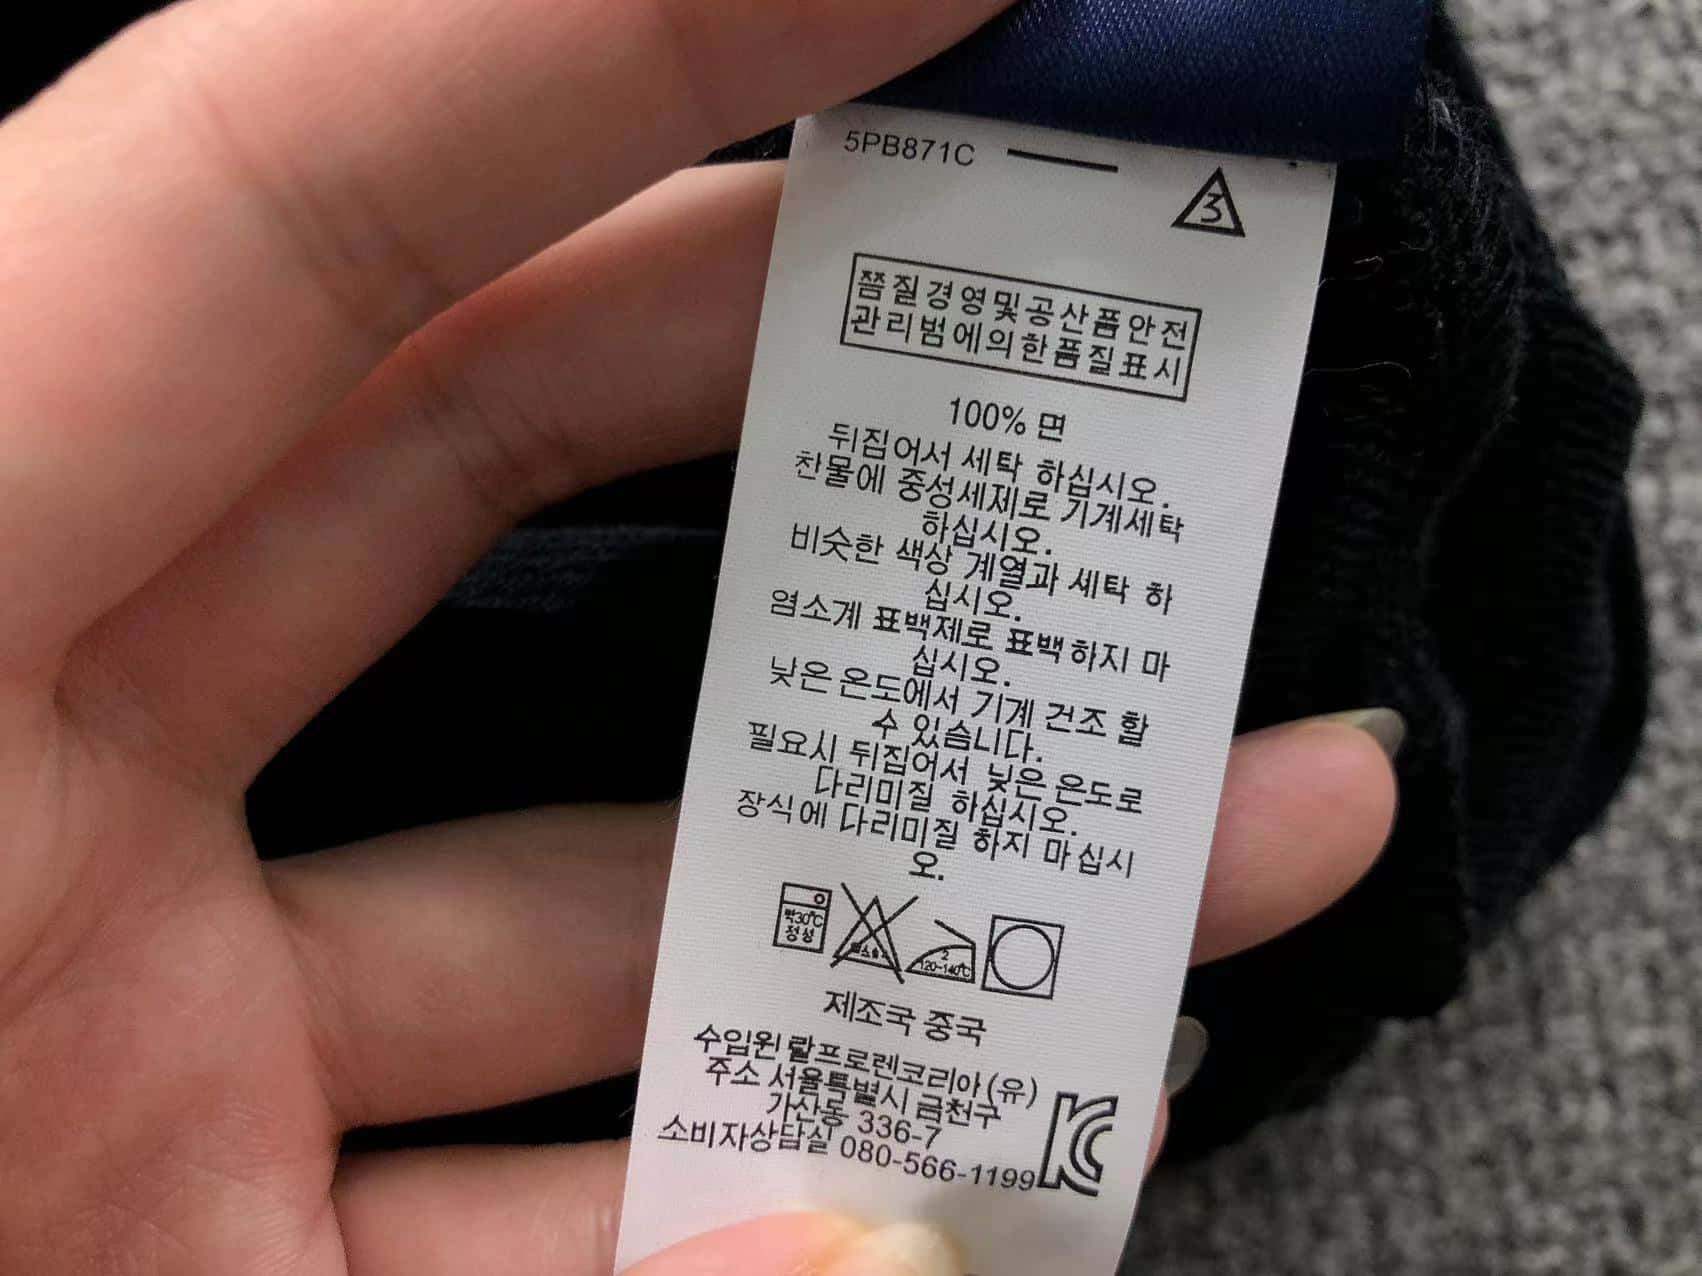 5PB871C
3
품질경영및공산품안전
관리법에의한품질표시
100% 면
뒤집어서 세탁 하십시오.
찬물에 중성세제로 기계세탁
하십시오.
비슷한 색상 계열과 세탁 하
십시오.
염소계 표백제로 표백하지 마
십시오.
낮은 온도에서 기계 건조 할
수 있습니다.
필요시 뒤집어서 낮은 온도로
다리미질 하십시오.
장식에 다리미질 하지 마십시
오.
약30℃
중성
2
120~140℃
제조국 중국
수입원 랄프로렌코리아(유)
주소 서울특별시 금천구
가산동 336-7
소비자상담실 080-566-1199
KC